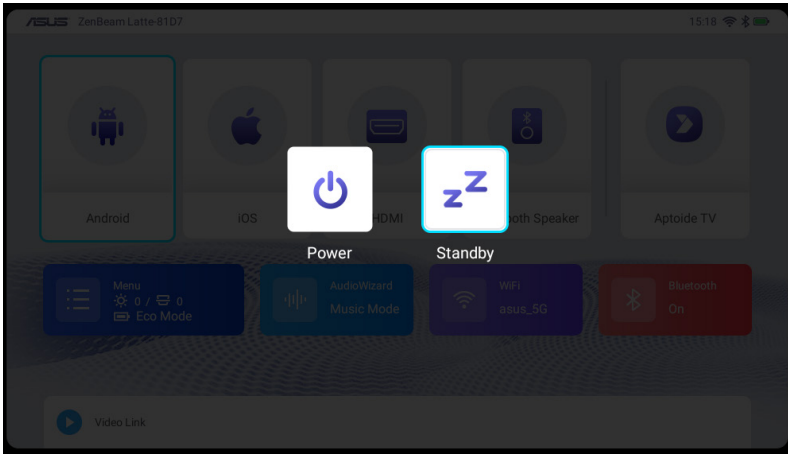 ASUS ZenBeam Latte-81D7 15:18
Android iOS HDMI ooth Speaker Aptoide TV
Power Standby
Menu
0 / 0
Eco Mode
AudioWizard
Music Mode
WiFi
asus_5G
Bluetooth
On
Video Link